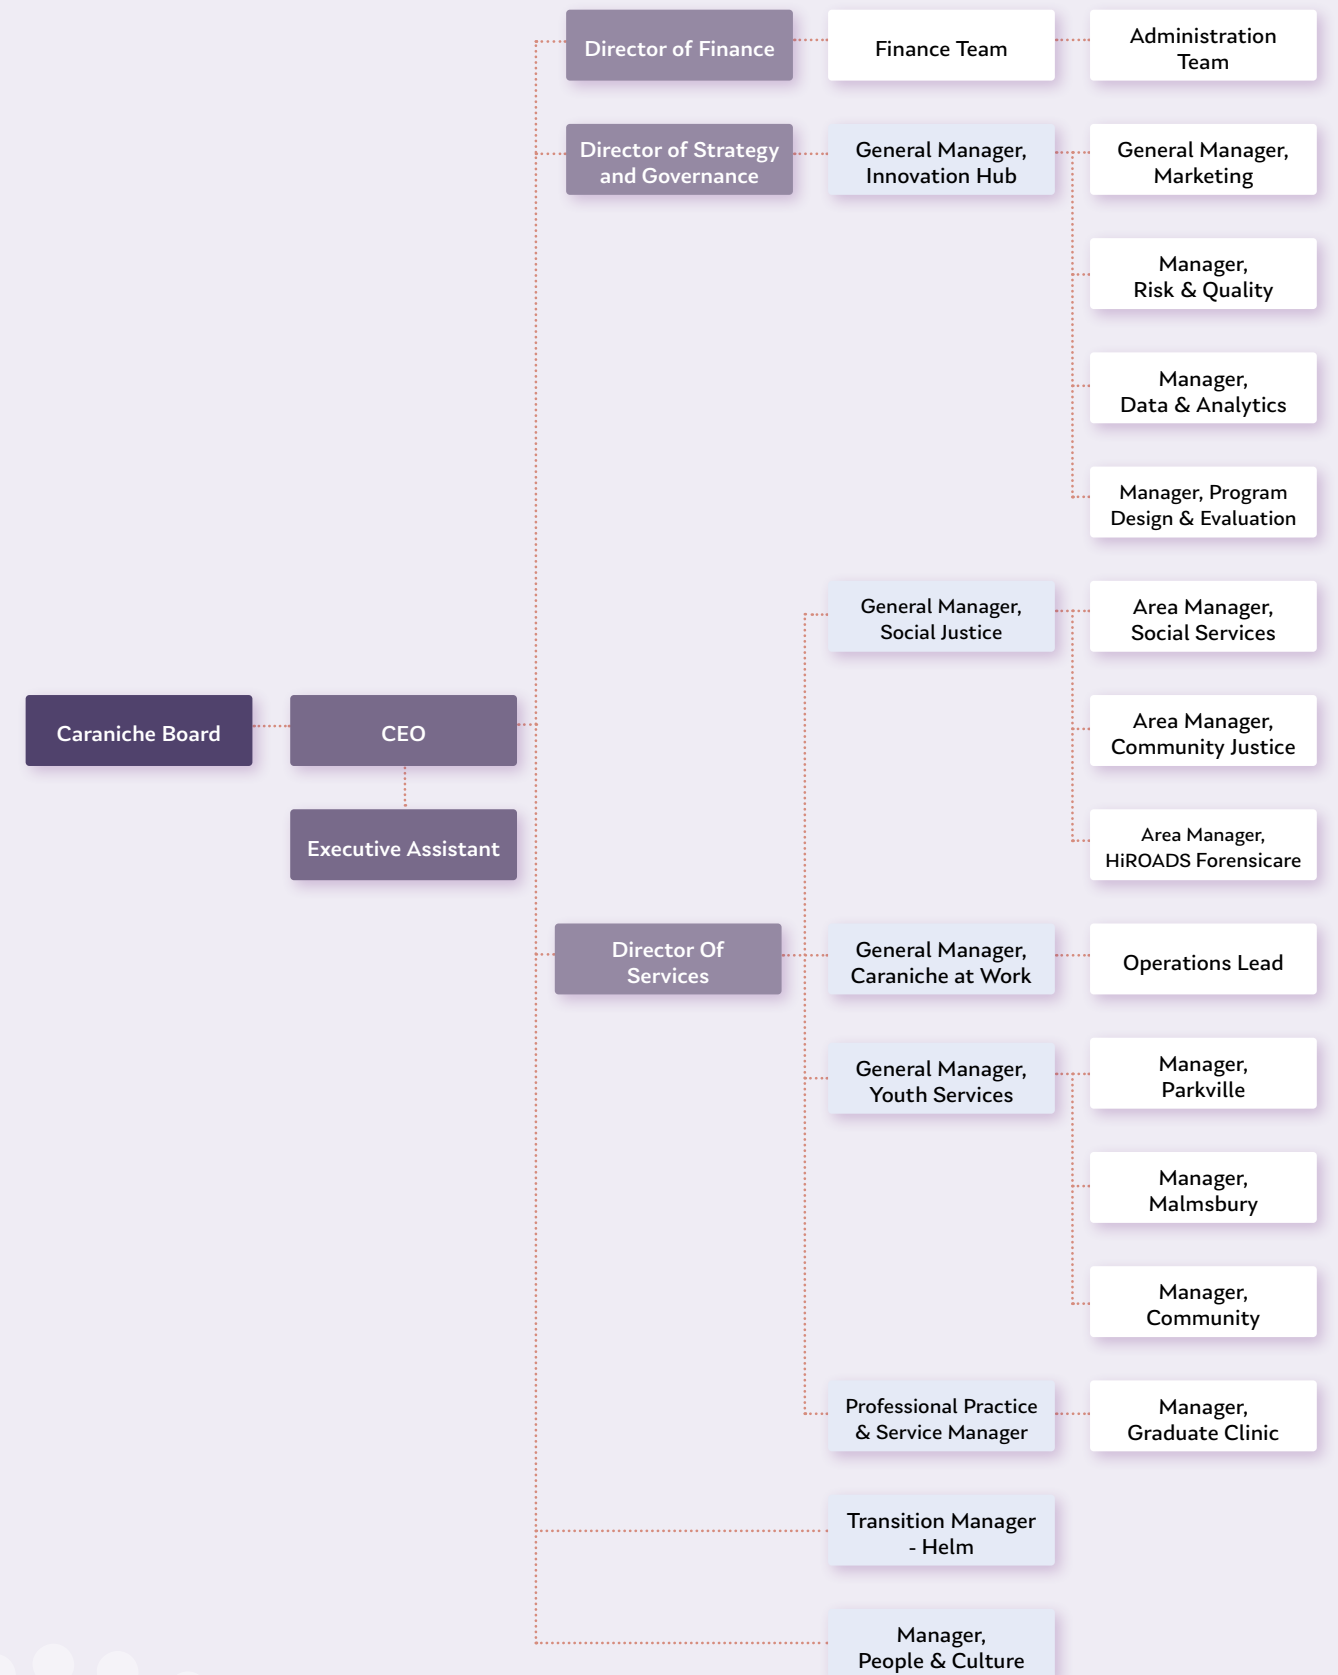 Director of Finance
Finance Team
Administration
Team
Director of Strategy
and Governance
General Manager,
Innovation Hub
General Manager,
Marketing
Manager,
Risk & Quality
Manager,
Data & Analytics
Manager, Program
Design & Evaluation
General Manager,
Social Justice
Area Manager,
Social Services
Caraniche Board
CEO
Area Manager,
Community Justice
Executive Assistant
Area Manager,
HiROADS Forensicare
Director Of
Services
General Manager,
Caraniche at Work
Operations Lead
General Manager,
Youth Services
Manager,
Parkville
Manager,
Malmsbury
Manager,
Community
Professional Practice
& Service Manager
Manager,
Graduate Clinic
Transition Manager
- Helm
Manager,
People & Culture